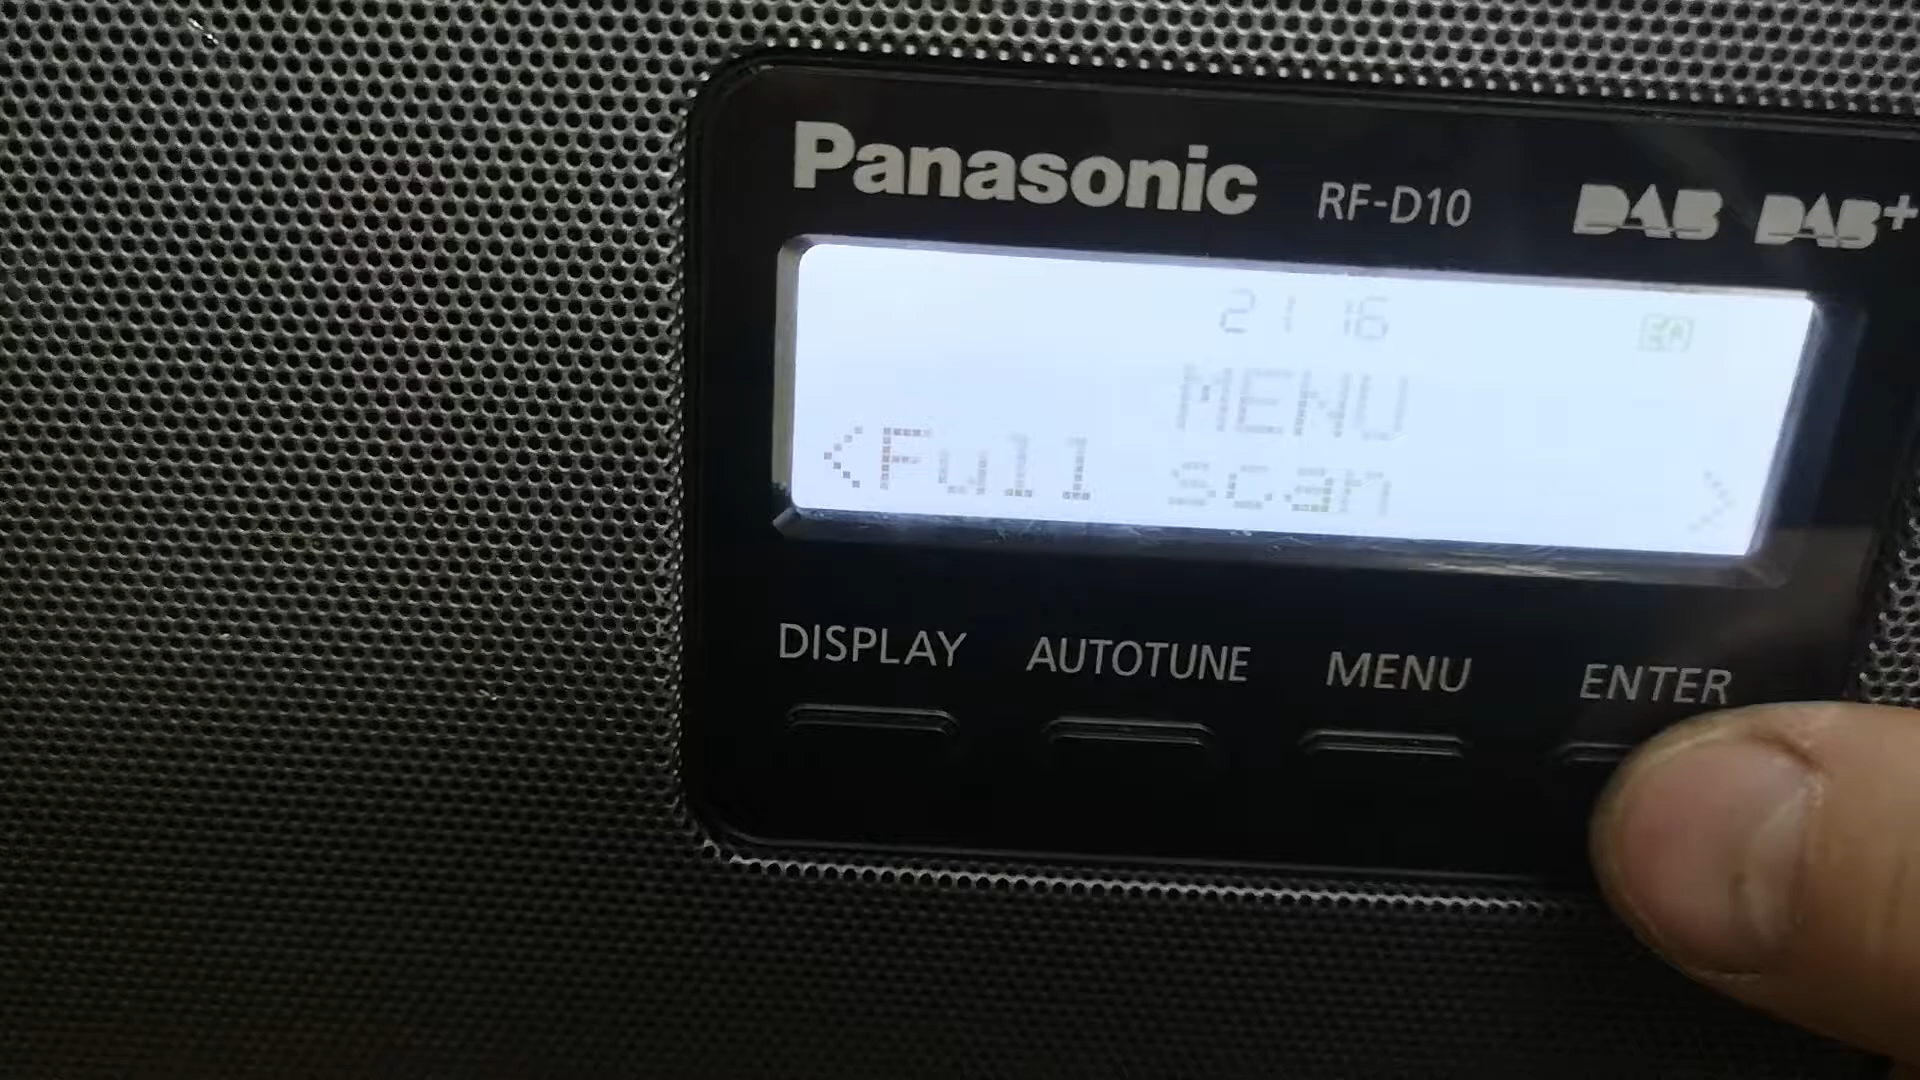 Panasonic RF-D10 DAB DAB+
21 16
MENU
<Full scan >
DISPLAY AUTOTUNE MENU ENTER